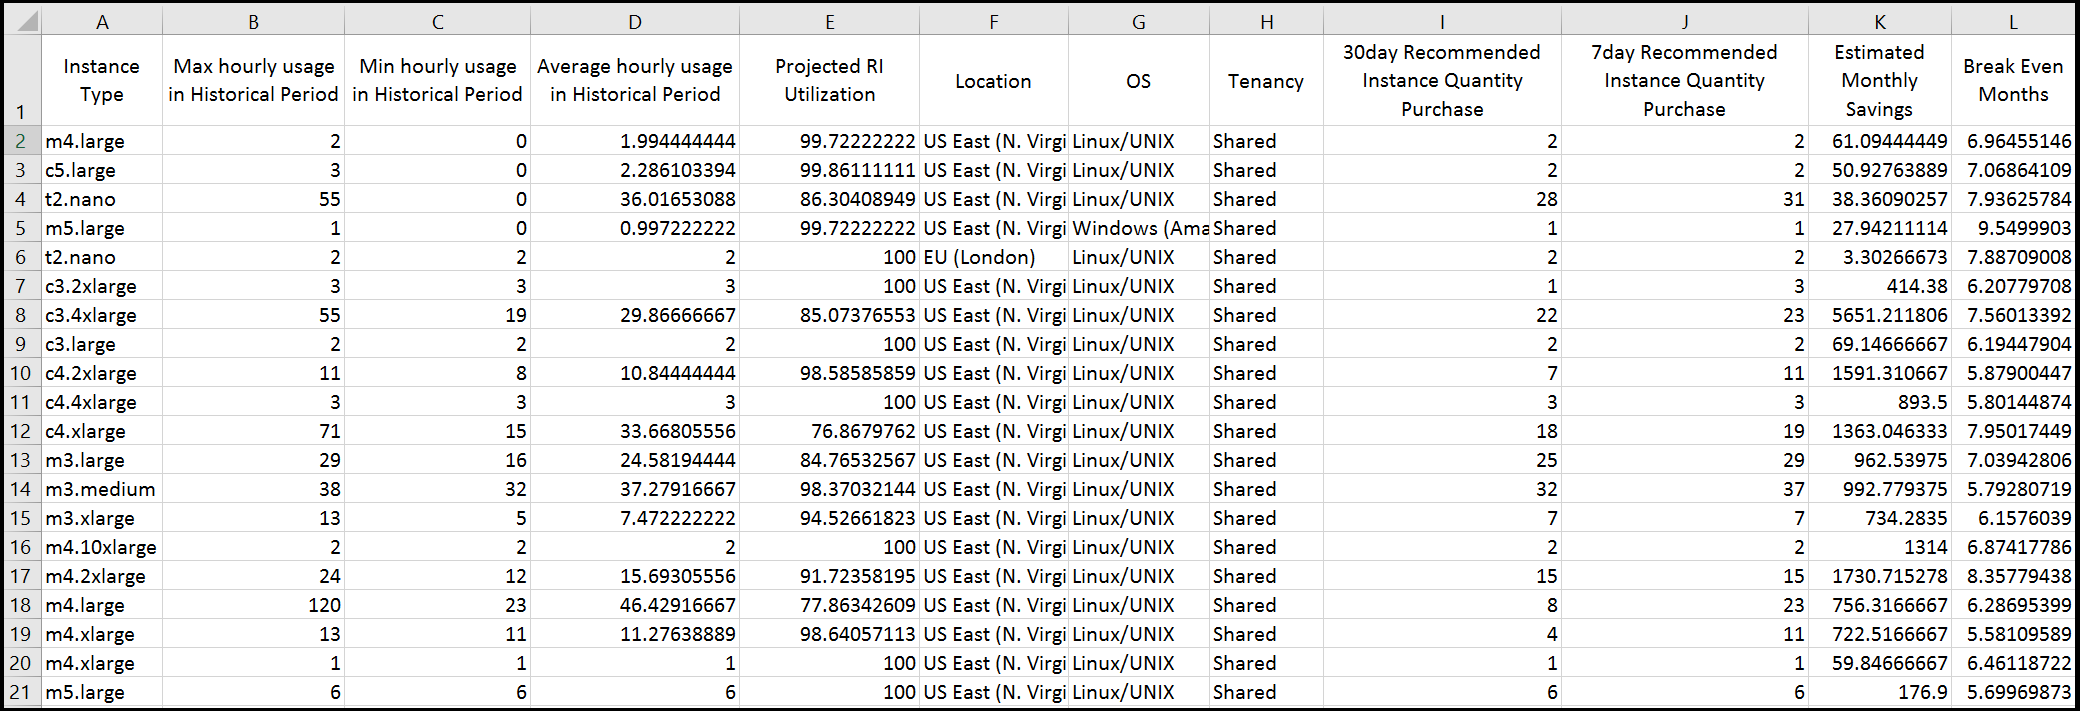 A B C D E F G H I J K L
1 Instance Type Max hourly usage in Historical Period Min hourly usage in Historical Period Average hourly usage in Historical Period Projected RI Utilization Location OS Tenancy 30day Recommended Instance Quantity Purchase 7day Recommended Instance Quantity Purchase Estimated Monthly Savings Break Even Months
2 m4.large 2 0 1.994444444 99.72222222 US East (N. Virgi Linux/UNIX Shared 2 2 61.09444449 6.96455146
3 c5.large 3 0 2.286103394 99.86111111 US East (N. Virgi Linux/UNIX Shared 2 2 50.92763889 7.06864109
4 t2.nano 55 0 36.01653088 86.30408949 US East (N. Virgi Linux/UNIX Shared 28 31 38.36090257 7.93625784
5 m5.large 1 0 0.997222222 99.72222222 US East (N. Virgi Windows (Ama Shared 1 1 27.94211114 9.5499903
6 t2.nano 2 2 2 100 EU (London) Linux/UNIX Shared 2 2 3.30266673 7.88709008
7 c3.2xlarge 3 3 3 100 US East (N. Virgi Linux/UNIX Shared 1 3 414.38 6.20779708
8 c3.4xlarge 55 19 29.86666667 85.07376553 US East (N. Virgi Linux/UNIX Shared 22 23 5651.211806 7.56013392
9 c3.large 2 2 2 100 US East (N. Virgi Linux/UNIX Shared 2 2 69.14666667 6.19447904
10 c4.2xlarge 11 8 10.84444444 98.58585859 US East (N. Virgi Linux/UNIX Shared 7 11 1591.310667 5.87900447
11 c4.4xlarge 3 3 3 100 US East (N. Virgi Linux/UNIX Shared 3 3 893.5 5.80144874
12 c4.xlarge 71 15 33.66805556 76.8679762 US East (N. Virgi Linux/UNIX Shared 18 19 1363.046333 7.95017449
13 m3.large 29 16 24.58194444 84.76532567 US East (N. Virgi Linux/UNIX Shared 25 29 962.53975 7.03942806
14 m3.medium 38 32 37.27916667 98.37032144 US East (N. Virgi Linux/UNIX Shared 32 37 992.779375 5.79280719
15 m3.xlarge 13 5 7.472222222 94.52661823 US East (N. Virgi Linux/UNIX Shared 7 7 734.2835 6.1576039
16 m4.10xlarge 2 2 2 100 US East (N. Virgi Linux/UNIX Shared 2 2 1314 6.87417786
17 m4.2xlarge 24 12 15.69305556 91.72358195 US East (N. Virgi Linux/UNIX Shared 15 15 1730.715278 8.35779438
18 m4.large 120 23 46.42916667 77.86342609 US East (N. Virgi Linux/UNIX Shared 8 23 756.3166667 6.28695399
19 m4.xlarge 13 11 11.27638889 98.64057113 US East (N. Virgi Linux/UNIX Shared 4 11 722.5166667 5.58109589
20 m4.xlarge 1 1 1 100 US East (N. Virgi Linux/UNIX Shared 1 1 59.84666667 6.46118722
21 m5.large 6 6 6 100 US East (N. Virgi Linux/UNIX Shared 6 6 176.9 5.69969873